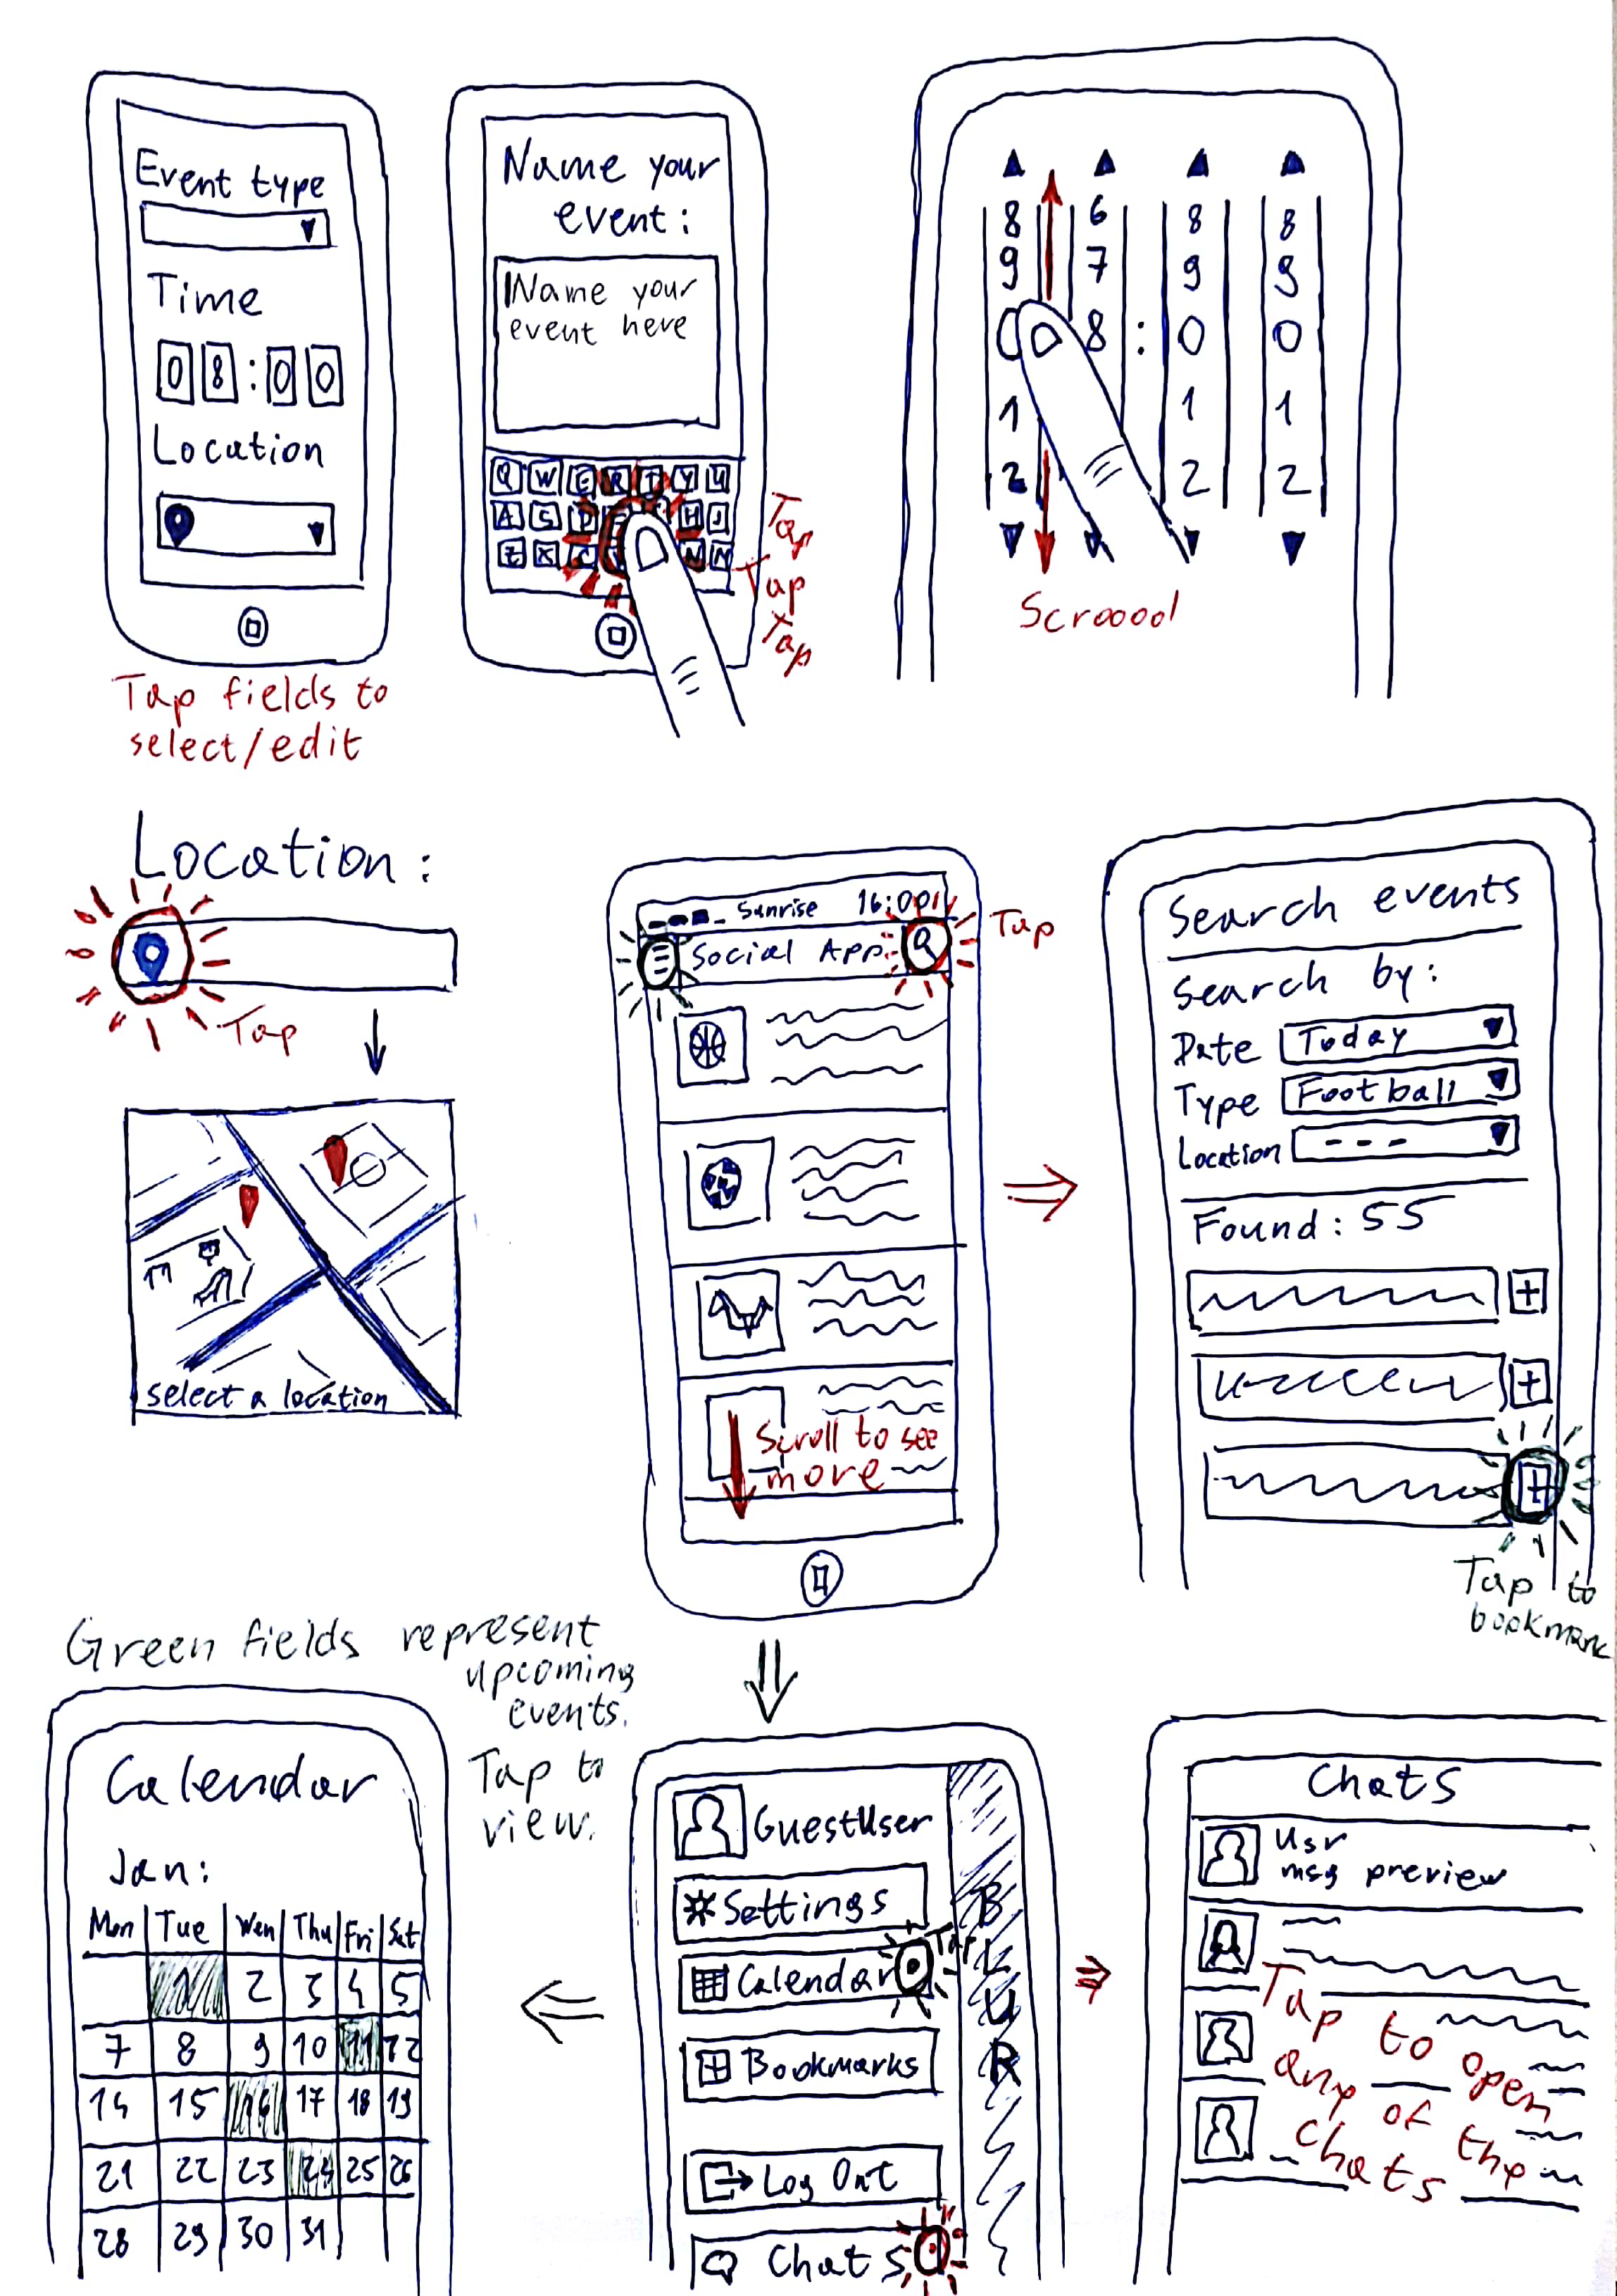 Event type
Time
08:00
Location
Tap fields to
select/edit
Name your
event:
Name your
event here
Q W E R T Y U
A S D H J
Z X C N M
Tap
Tap
Tap
8 6 8 8
9 7 9 9
0 8 : 0 0
1 1 1
2 2 2
Scrooool
Location:
Tap
select a location
Sunrise 16:00
Social App
Tap
Scroll to see
more
Search events
Search by:
Date Today
Type Football
Location ---
Found: 55
Tap to
bookmark
Green fields represent
upcoming
events.
Tap to
view.
Calendar
Jan:
Mon Tue Wen Thu Fri Sat
1 2 3 4 5
7 8 9 10 11 12
14 15 16 17 18 19
21 22 23 24 25 26
28 29 30 31
GuestUser
Settings
Calendar
Tap
Bookmarks
Log Out
Chats
BLUR
Chats
Usr
msg preview
Tap to open
any of the
chats